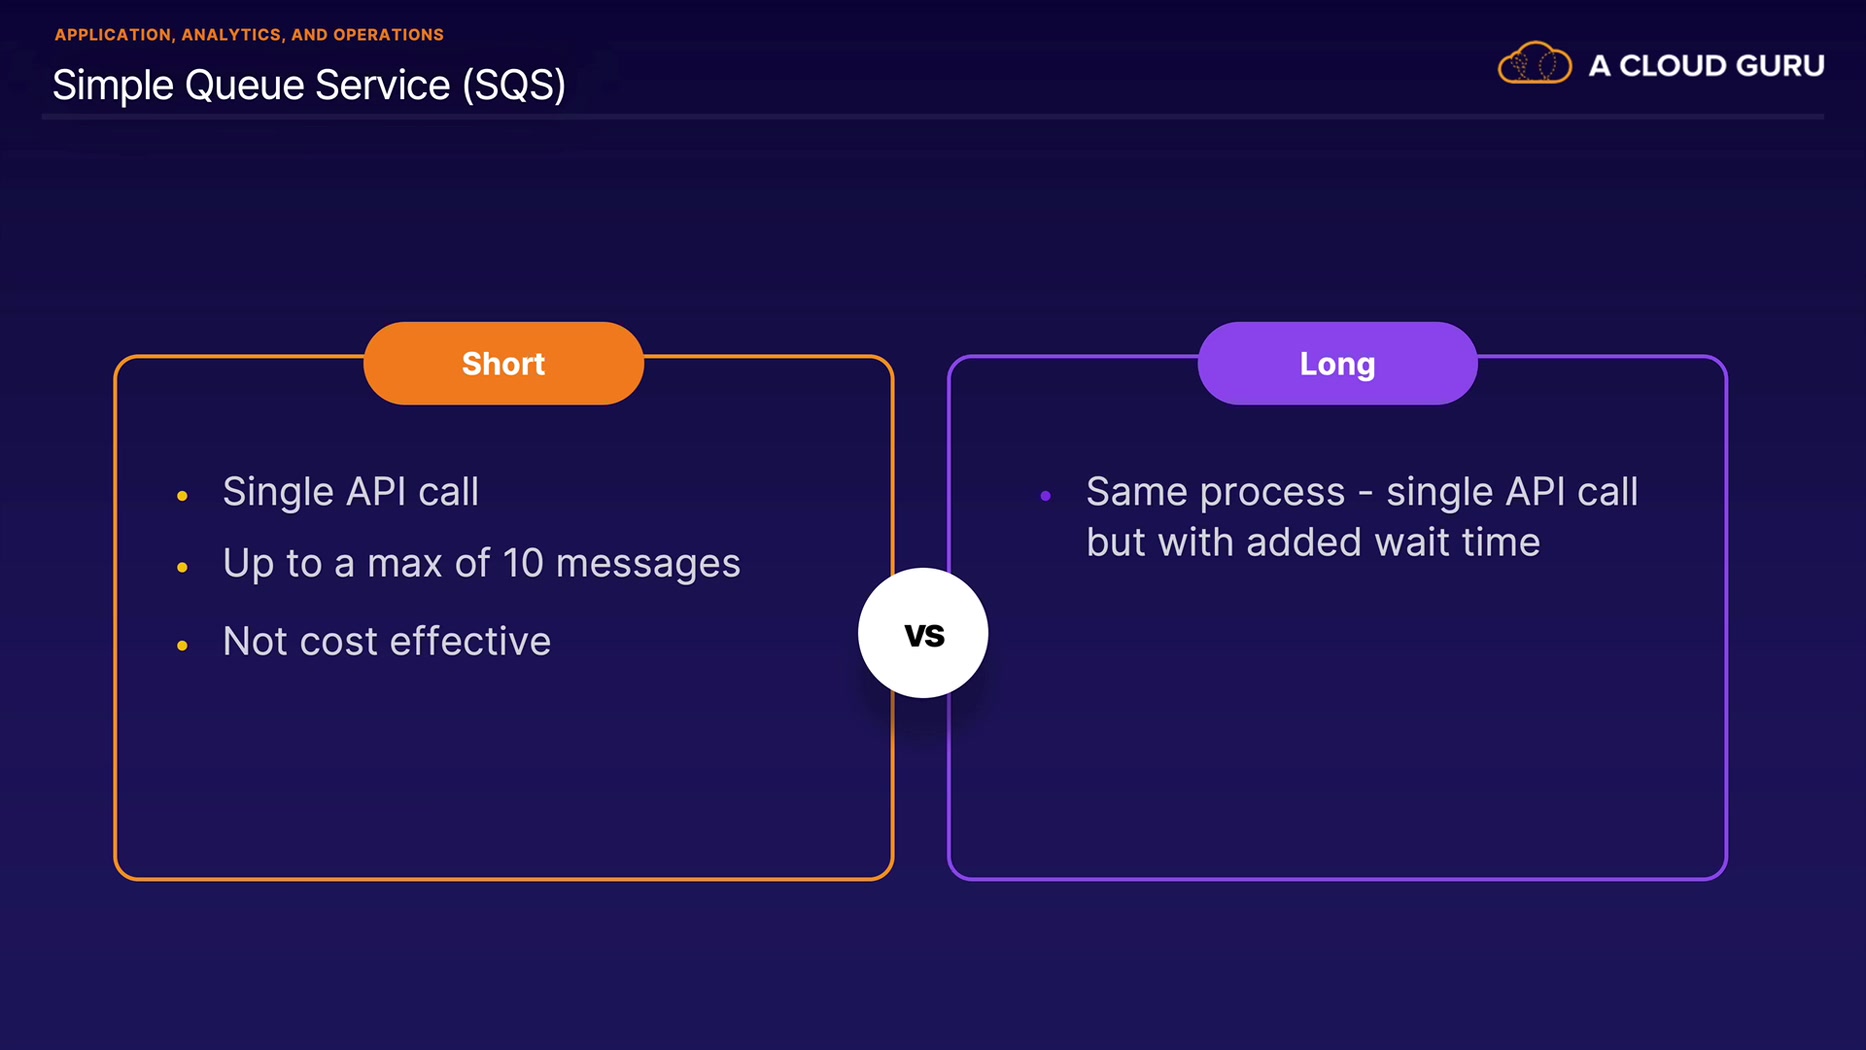 APPLICATION, ANALYTICS, AND OPERATIONS
Simple Queue Service (SQS)
A CLOUD GURU
Short
Single API call
Up to a max of 10 messages
Not cost effective
vs
Long
Same process - single API call
but with added wait time